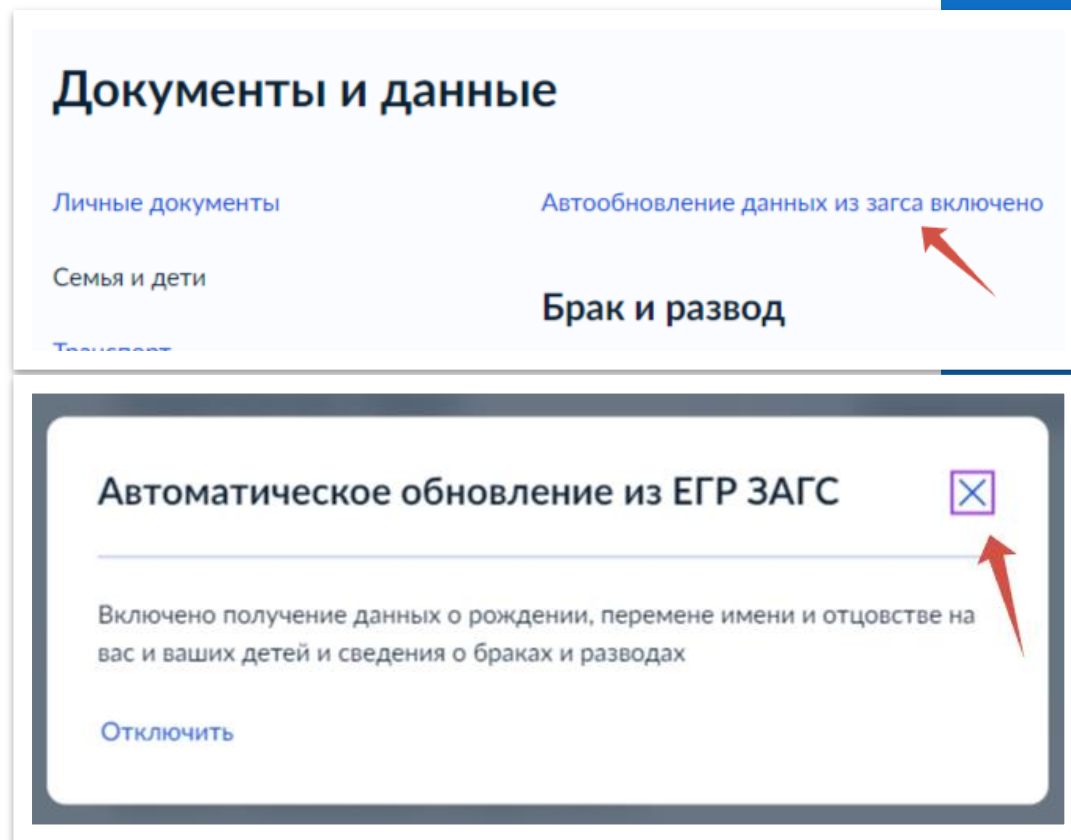 Документы и данные
Личные документы
Автообновление данных из загса включено
Семья и дети
Брак и развод
Транспорт
Автоматическое обновление из ЕГР ЗАГС
Включено получение данных о рождении, перемене имени и отцовстве на
вас и ваших детей и сведения о браках и разводах
Отключить